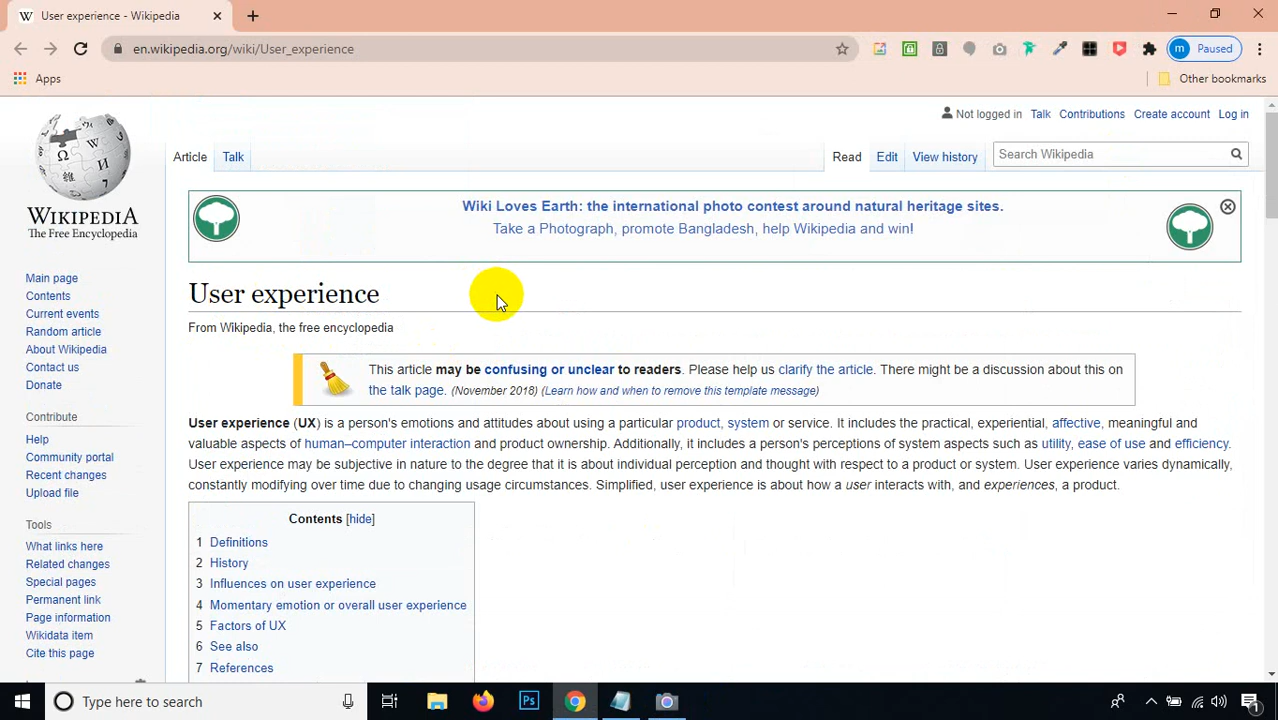 User experience - Wikipedia
en.wikipedia.org/wiki/User_experience
m Paused
Apps
Other bookmarks
Not logged in Talk Contributions Create account Log in
Article Talk Read Edit View history Search Wikipedia
WIKIPEDIA
The Free Encyclopedia
Wiki Loves Earth: the international photo contest around natural heritage sites.
Take a Photograph, promote Bangladesh, help Wikipedia and win!
Main page
Contents
Current events
Random article
About Wikipedia
Contact us
Donate
Contribute
Help
Community portal
Recent changes
Upload file
Tools
What links here
Related changes
Special pages
Permanent link
Page information
Wikidata item
Cite this page
User experience
From Wikipedia, the free encyclopedia
This article may be confusing or unclear to readers. Please help us clarify the article. There might be a discussion about this on
the talk page. (November 2018) (Learn how and when to remove this template message)
User experience (UX) is a person's emotions and attitudes about using a particular product, system or service. It includes the practical, experiential, affective, meaningful and
valuable aspects of human–computer interaction and product ownership. Additionally, it includes a person's perceptions of system aspects such as utility, ease of use and efficiency.
User experience may be subjective in nature to the degree that it is about individual perception and thought with respect to a product or system. User experience varies dynamically,
constantly modifying over time due to changing usage circumstances. Simplified, user experience is about how a user interacts with, and experiences, a product.
Contents [hide]
1 Definitions
2 History
3 Influences on user experience
4 Momentary emotion or overall user experience
5 Factors of UX
6 See also
7 References
Type here to search
Ps
1